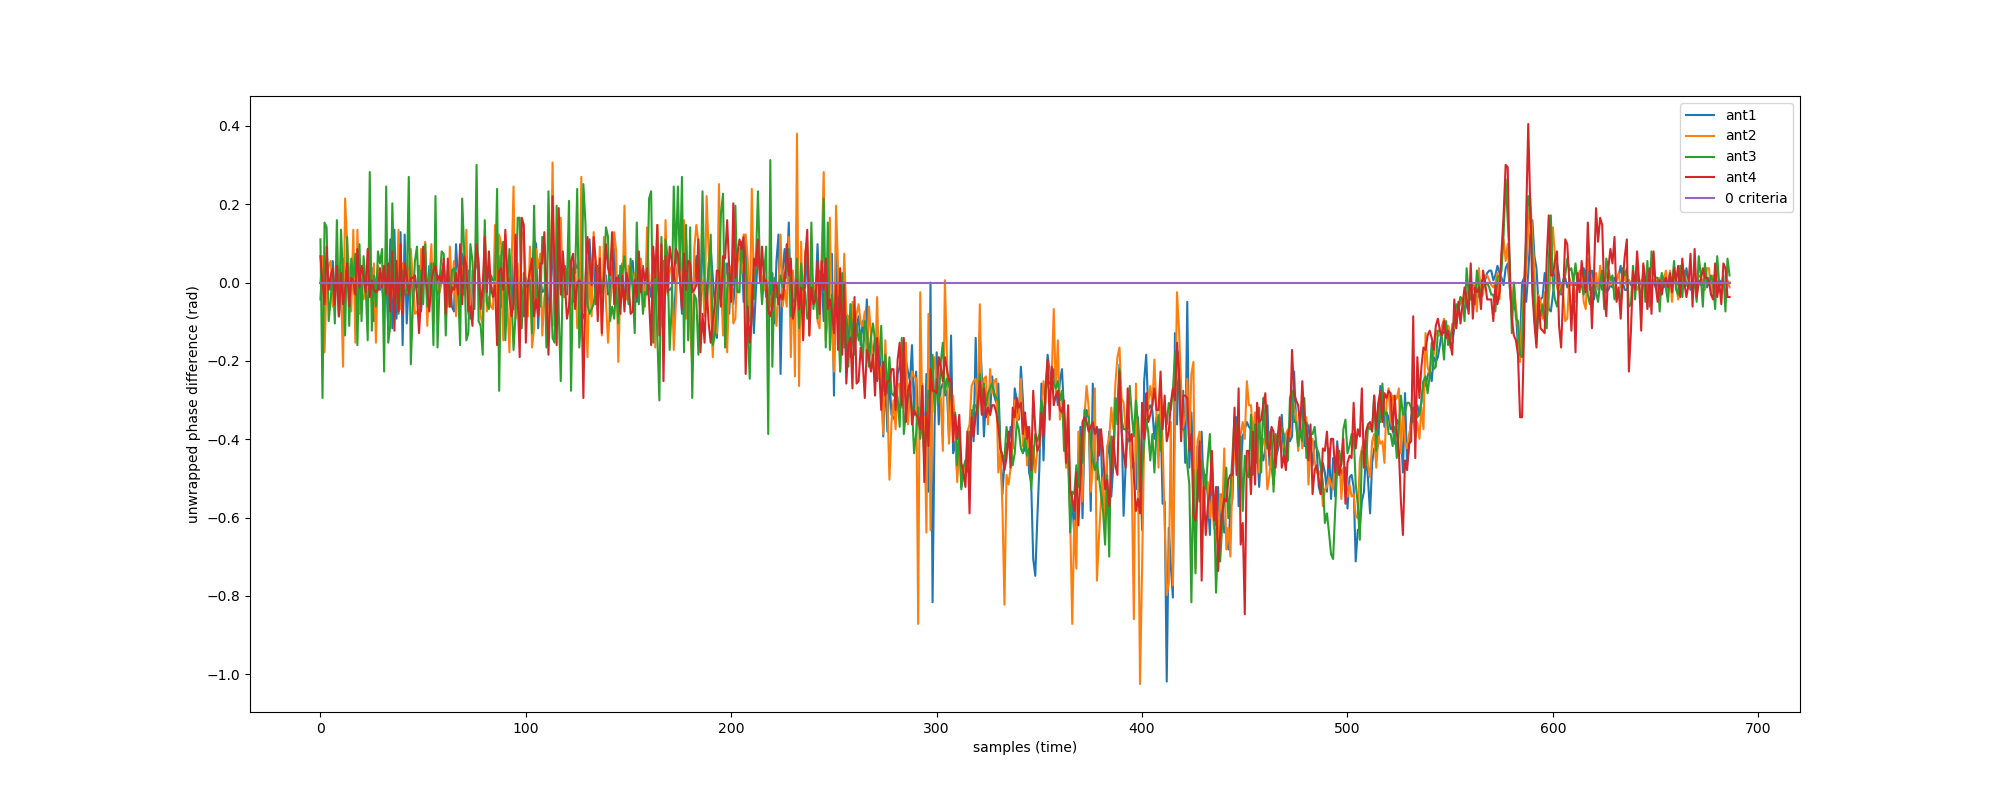 ant1
ant2
ant3
ant4
0 criteria
0.4
0.2
0.0
−0.2
−0.4
−0.6
−0.8
−1.0
unwrapped phase difference (rad)
0 100 200 300 400 500 600 700
samples (time)